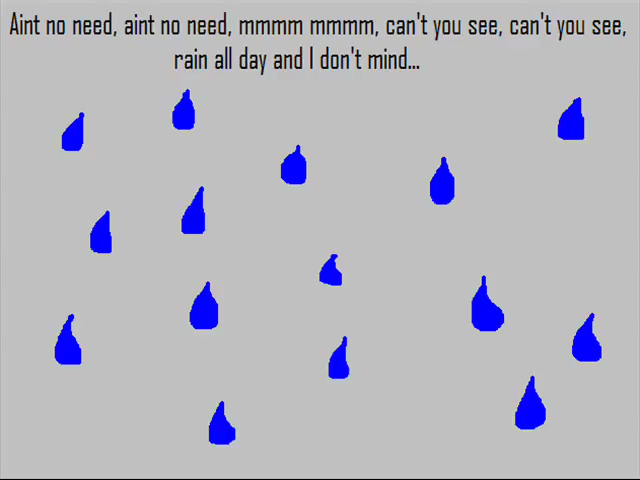 Aint no need, aint no need, mmmm mmmm, can't you see, can't you see,
rain all day and I don't mind...